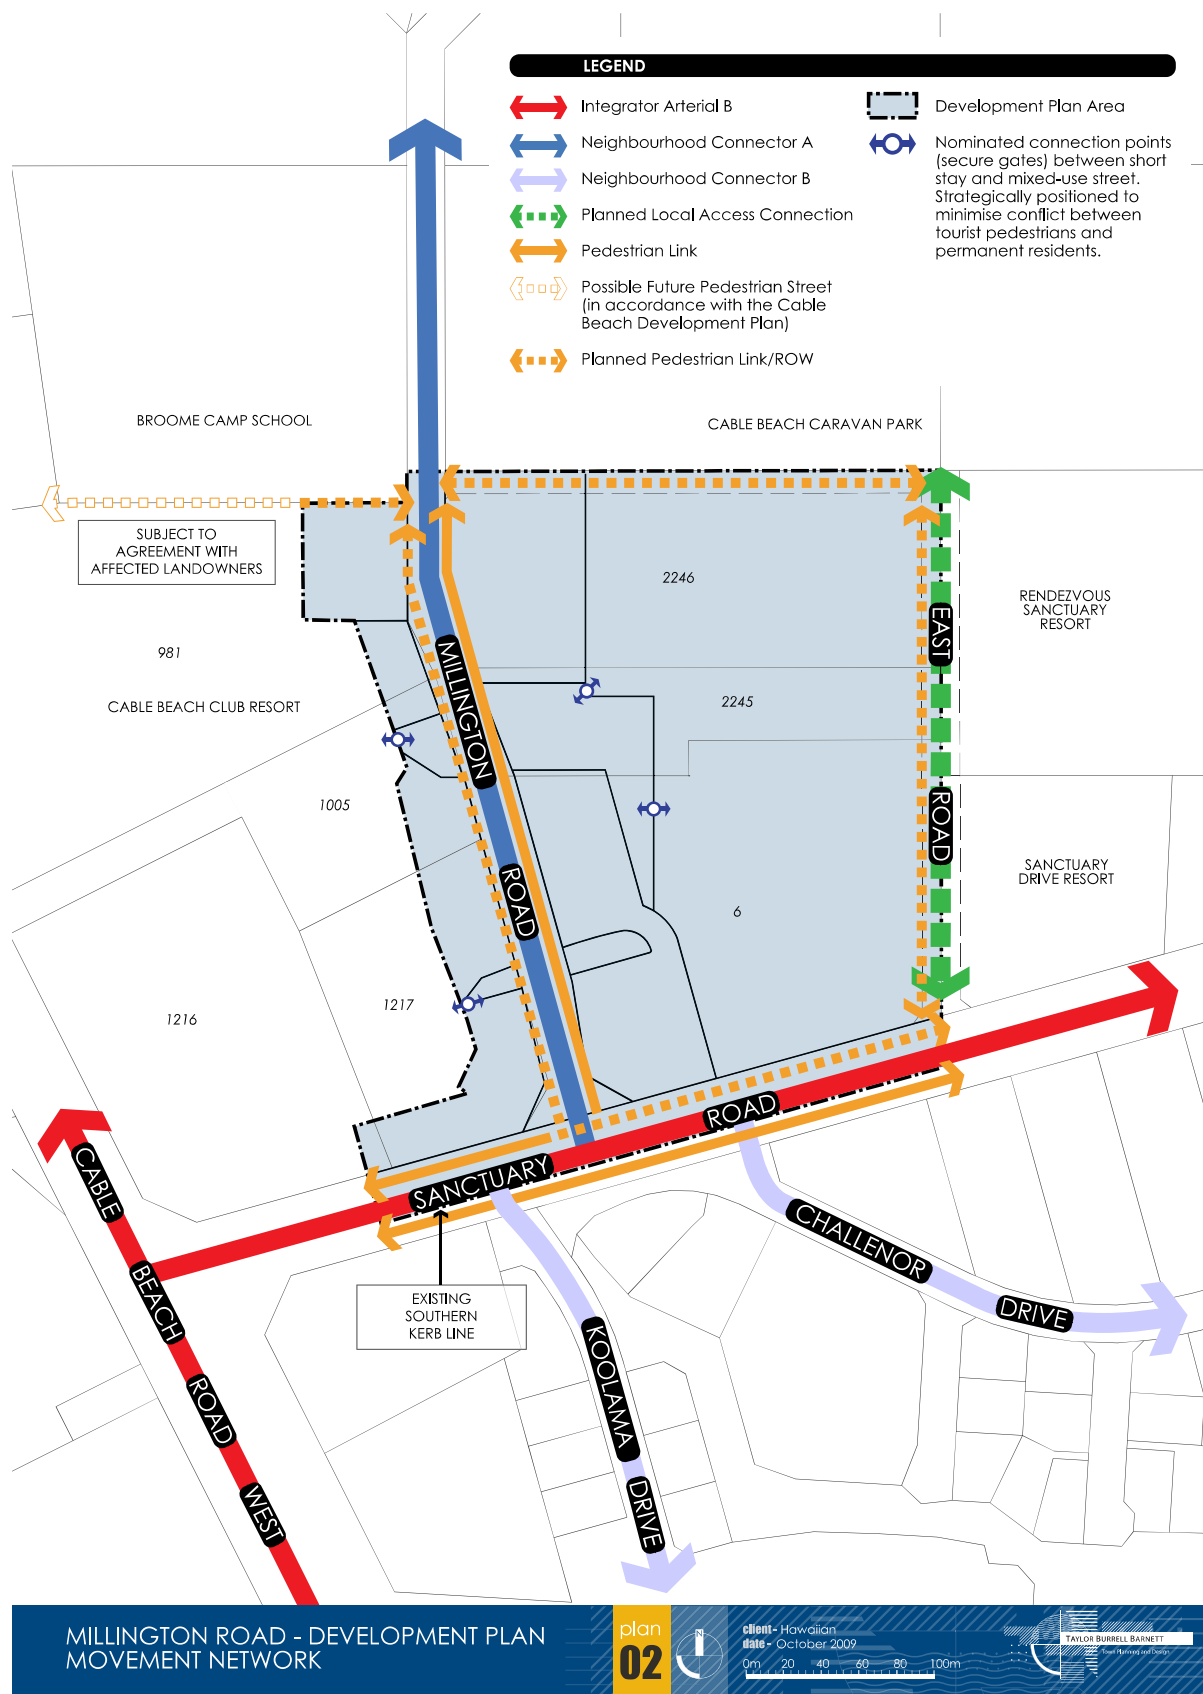 LEGEND
Integrator Arterial B
Neighbourhood Connector A
Neighbourhood Connector B
Planned Local Access Connection
Pedestrian Link
Possible Future Pedestrian Street
(in accordance with the Cable
Beach Development Plan)
Planned Pedestrian Link/ROW
Development Plan Area
Nominated connection points
(secure gates) between short
stay and mixed-use street.
Strategically positioned to
minimise conflict between
tourist pedestrians and
permanent residents.
BROOME CAMP SCHOOL
CABLE BEACH CARAVAN PARK
SUBJECT TO
AGREEMENT WITH
AFFECTED LANDOWNERS
2246
RENDEZVOUS
SANCTUARY
RESORT
EAST
ROAD
981
CABLE BEACH CLUB RESORT
MILLINGTON
ROAD
2245
1005
SANCTUARY
DRIVE RESORT
6
1217
1216
SANCTUARY
ROAD
CABLE
BEACH
ROAD
WEST
CHALLENOR
DRIVE
EXISTING
SOUTHERN
KERB LINE
KOOLAMA
DRIVE
MILLINGTON ROAD - DEVELOPMENT PLAN
MOVEMENT NETWORK
plan
02
N
client - Hawaiian
date - October 2009
0m 20 40 60 80 100m
TAYLOR BURRELL BARNETT
Town Planning and Design